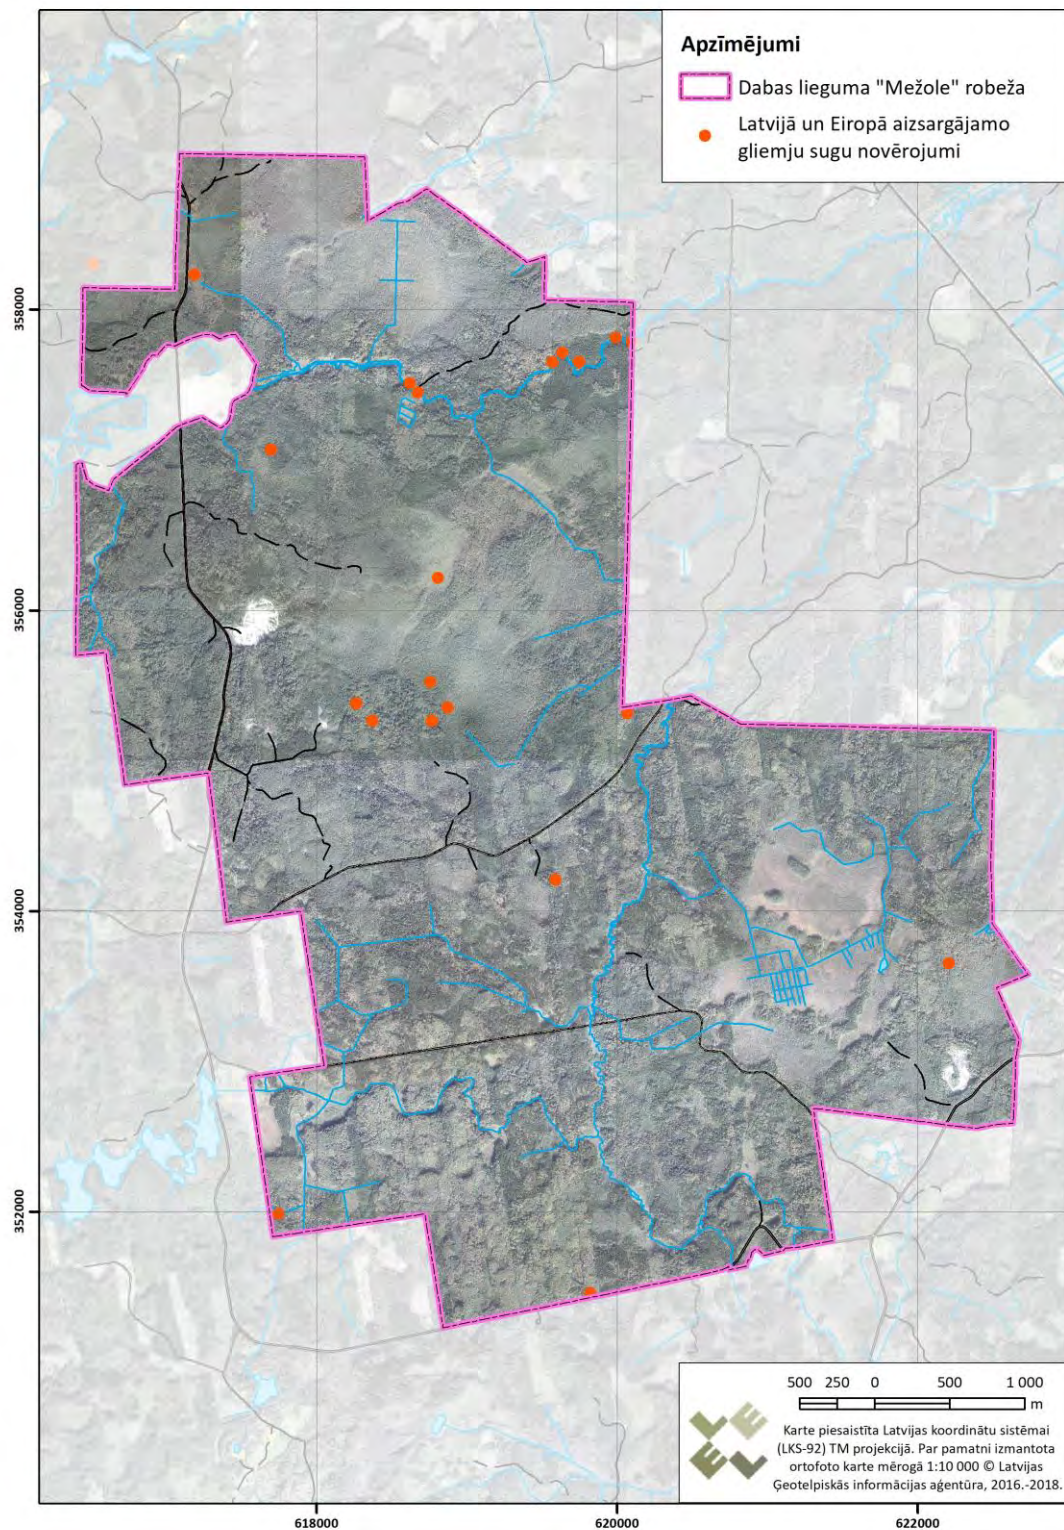 Apzīmējumi
Dabas lieguma "Mežole" robeža
Latvijā un Eiropā aizsargājamo
gliemju sugu novērojumi
358000
356000
354000
352000
500 250 0 500 1 000
m
Karte piesaistīta Latvijas koordinātu sistēmai
(LKS-92) TM projekcijā. Par pamatni izmantota
ortofoto karte mērogā 1:10 000 © Latvijas
Ģeotelpiskās informācijas aģentūra, 2016.-2018.
618000
620000
622000